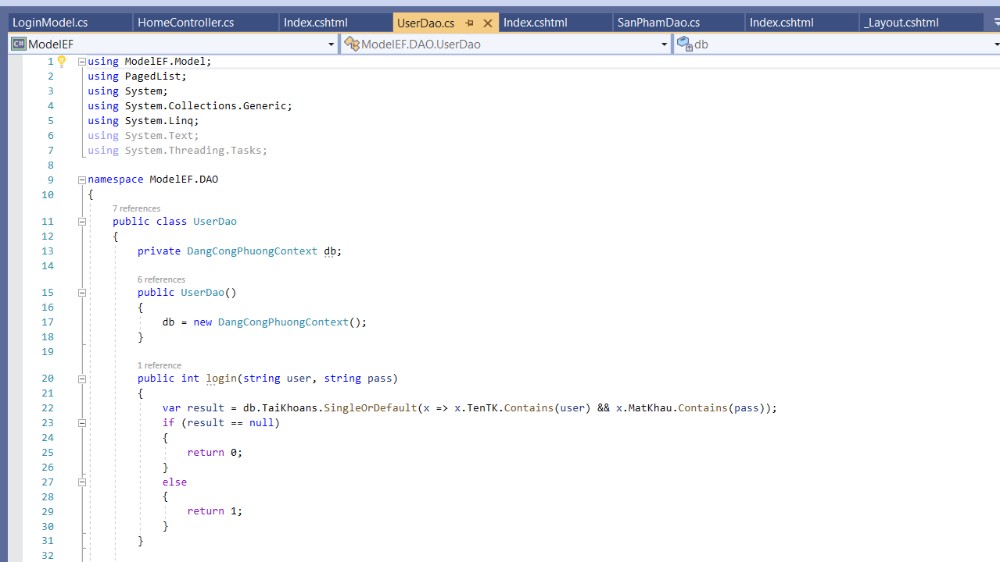 LoginModel.cs HomeController.cs Index.cshtml UserDao.cs Index.cshtml SanPhamDao.cs Index.cshtml _Layout.cshtml
C# ModelEF ModelEF.DAO.UserDao db
1 using ModelEF.Model;
2 using PagedList;
3 using System;
4 using System.Collections.Generic;
5 using System.Linq;
6 using System.Text;
7 using System.Threading.Tasks;
8
9 namespace ModelEF.DAO
10 {
7 references
11 public class UserDao
12 {
13 private DangCongPhuongContext db;
14
6 references
15 public UserDao()
16 {
17 db = new DangCongPhuongContext();
18 }
19
1 reference
20 public int login(string user, string pass)
21 {
22 var result = db.TaiKhoans.SingleOrDefault(x => x.TenTK.Contains(user) && x.MatKhau.Contains(pass));
23 if (result == null)
24 {
25 return 0;
26 }
27 else
28 {
29 return 1;
30 }
31 }
32